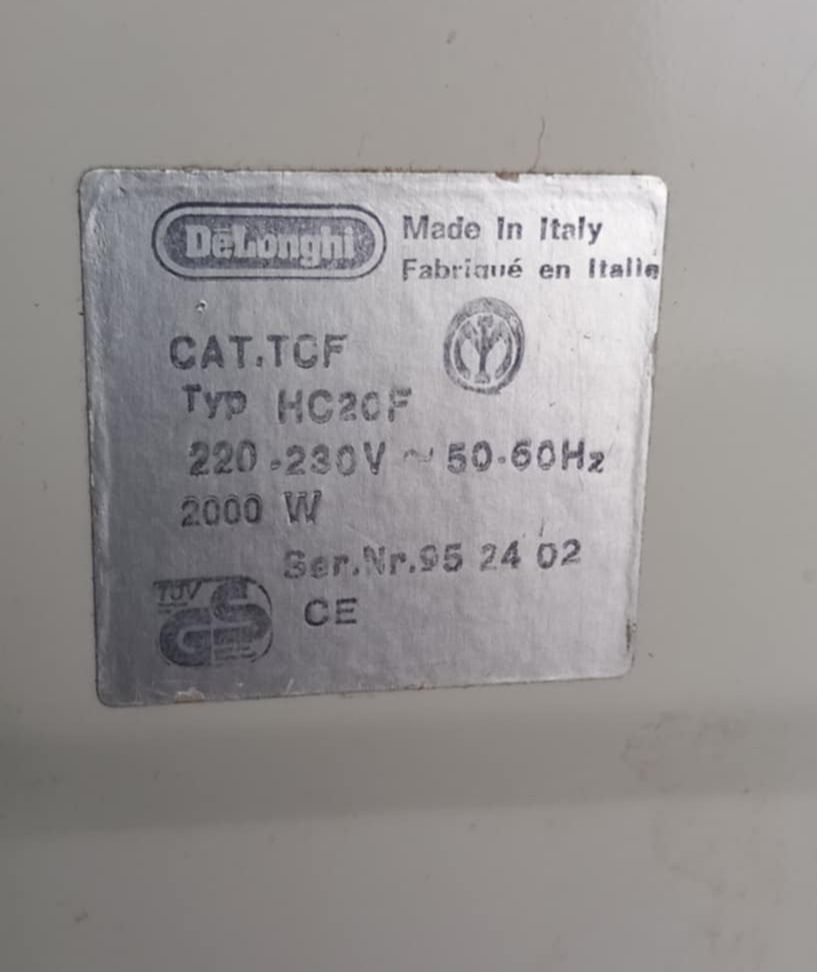 DeLonghi
Made in Italy
Fabriqué en Italie
CAT.TCF
Typ HC20F
220-230V ~ 50-60Hz
2000 W
Ser.Nr.95 24 02
TÜV
GS
CE